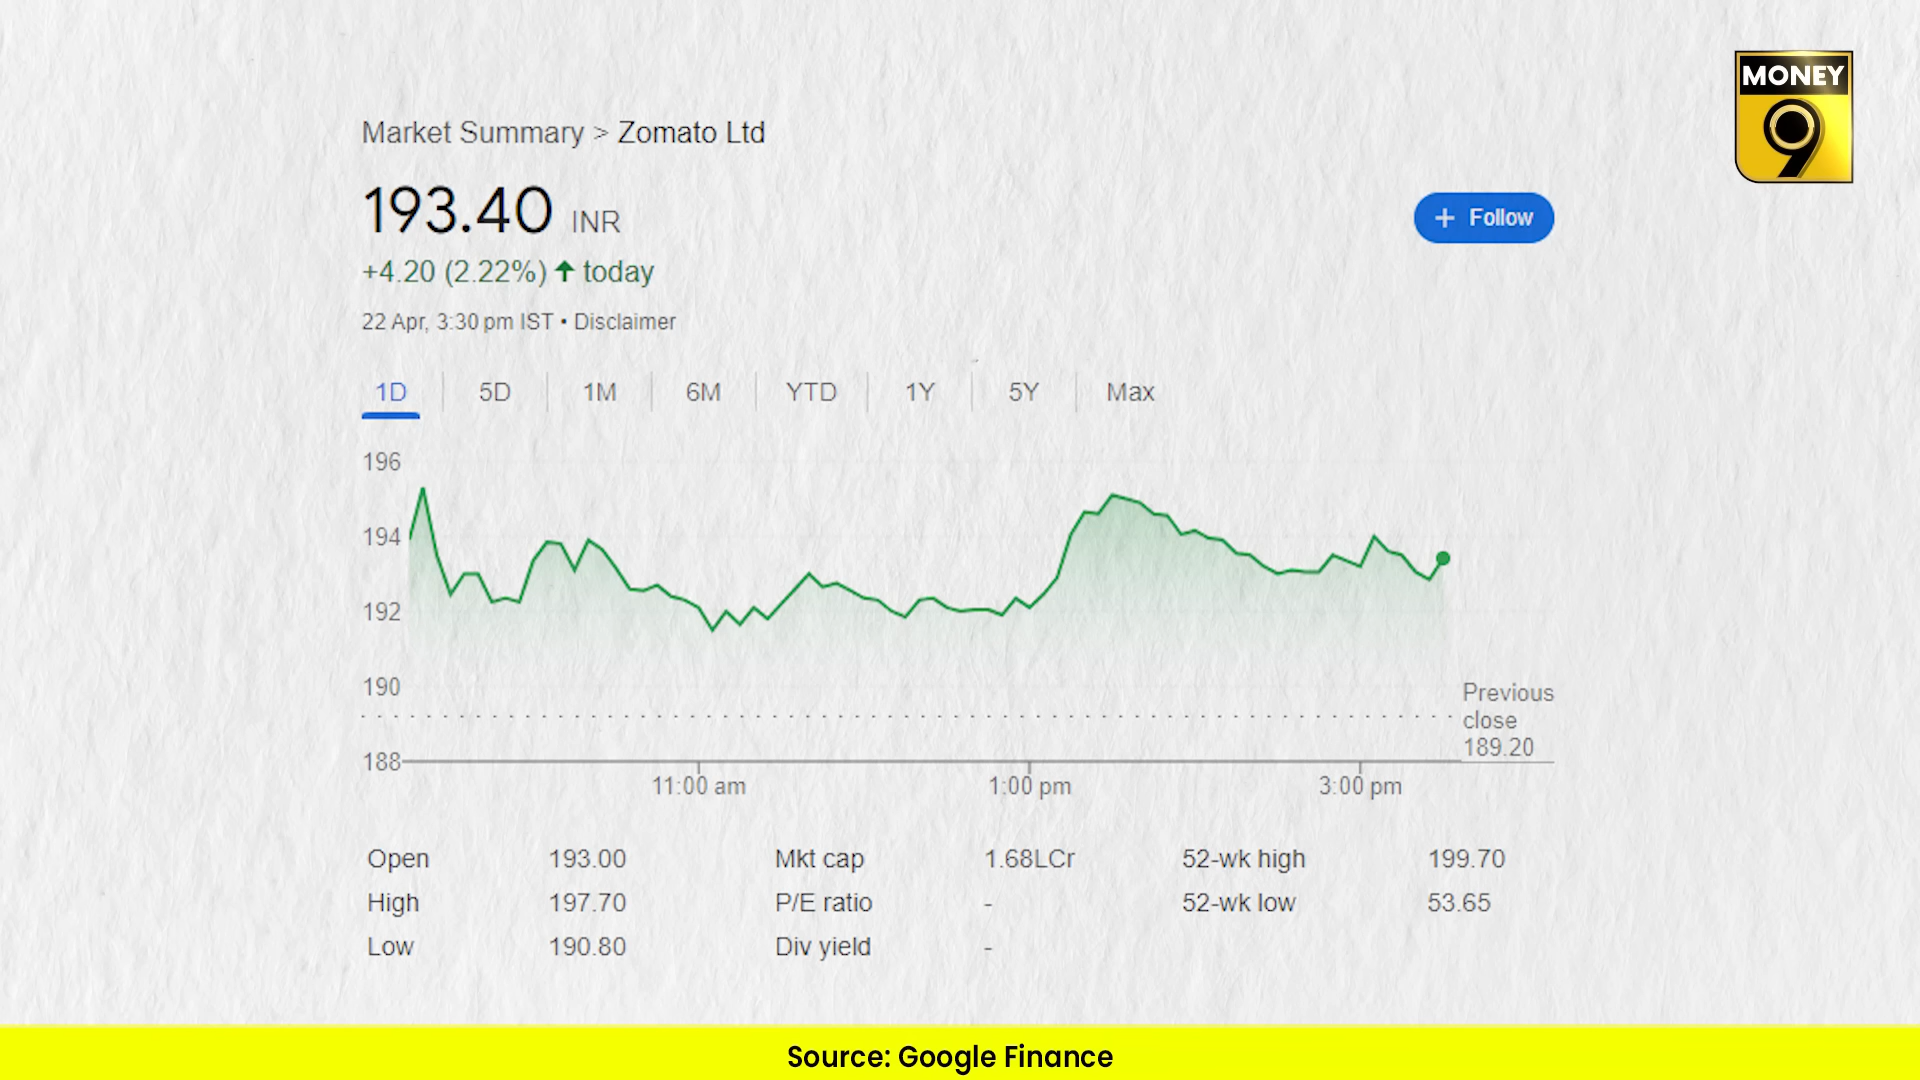 MONEY
9
Market Summary > Zomato Ltd
193.40 INR
+ Follow
+4.20 (2.22%) ↑ today
22 Apr, 3:30 pm IST • Disclaimer
1D 5D 1M 6M YTD 1Y 5Y Max
196
194
192
190
188
Previous
close
189.20
11:00 am 1:00 pm 3:00 pm
Open 193.00 Mkt cap 1.68LCr 52-wk high 199.70
High 197.70 P/E ratio - 52-wk low 53.65
Low 190.80 Div yield -
Source: Google Finance